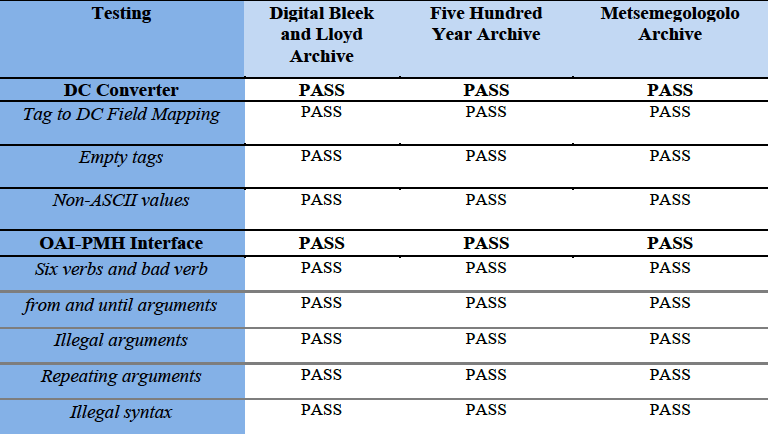 Testing Digital Bleek and Lloyd Archive Five Hundred Year Archive Metsemegologolo Archive
DC Converter PASS PASS PASS
Tag to DC Field Mapping PASS PASS PASS
Empty tags PASS PASS PASS
Non-ASCII values PASS PASS PASS
OAI-PMH Interface PASS PASS PASS
Six verbs and bad verb PASS PASS PASS
from and until arguments PASS PASS PASS
Illegal arguments PASS PASS PASS
Repeating arguments PASS PASS PASS
Illegal syntax PASS PASS PASS